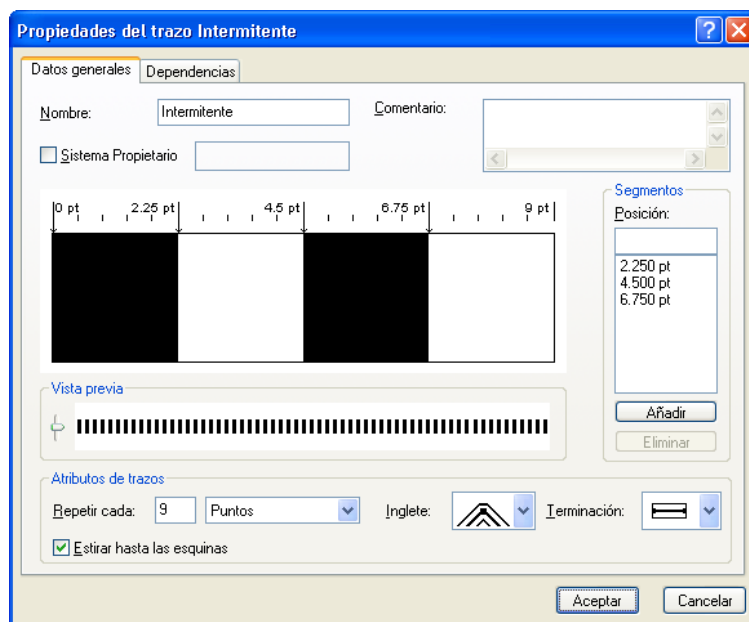 Propiedades del trazo Intermitente
Datos generales
Dependencias
Nombre: Intermitente
Comentario:
Sistema Propietario
0 pt 2.25 pt 4.5 pt 6.75 pt 9 pt
Segmentos
Posición:
2.250 pt
4.500 pt
6.750 pt
Añadir
Eliminar
Vista previa
Atributos de trazos
Repetir cada: 9 Puntos Inglete: Terminación:
Estirar hasta las esquinas
Aceptar Cancelar